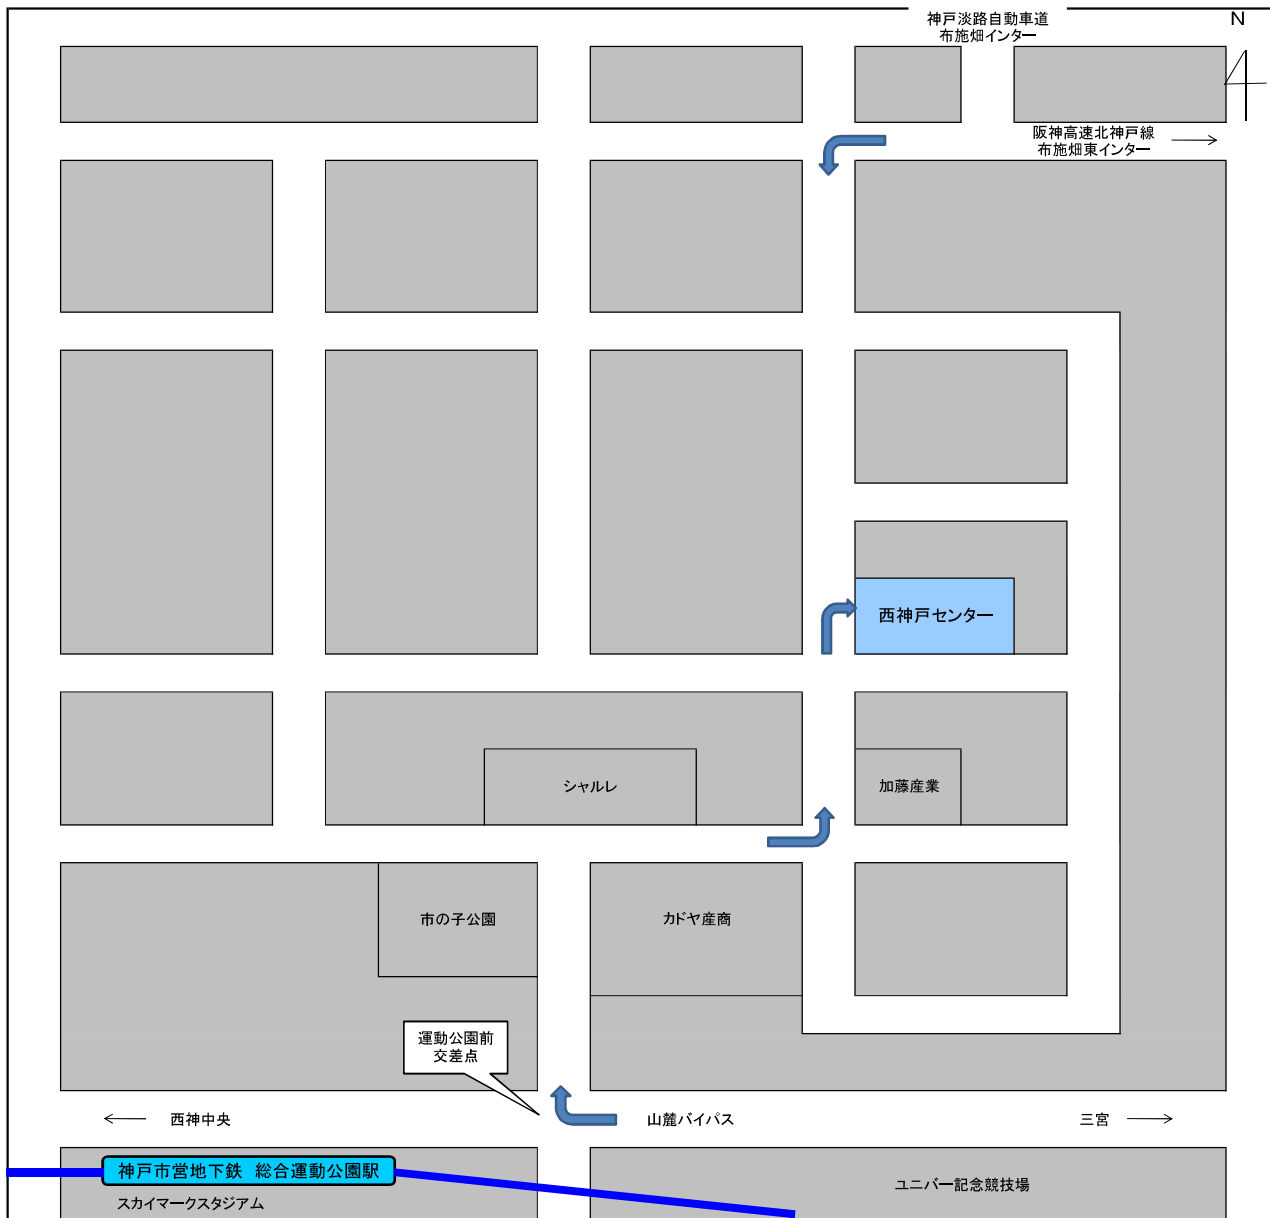 神戸淡路自動車道
布施畑インター
N
阪神高速北神戸線
布施畑東インター
西神戸センター
シャルレ
加藤産業
市の子公園
カドヤ産商
運動公園前
交差点
西神中央
山麓バイパス
三宮
神戸市営地下鉄 総合運動公園駅
スカイマークスタジアム
ユニバー記念競技場